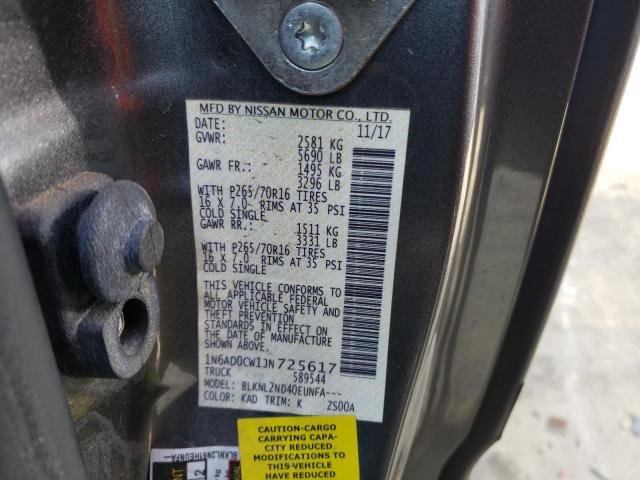 MFD BY NISSAN MOTOR CO., LTD.
DATE: 11/17
GVWR: 2581 KG
5690 LB
GAWR FR.: 1495 KG
3296 LB
WITH P265/70R16 TIRES
16 X 7.0 RIMS AT 35 PSI
COLD SINGLE
GAWR RR.: 1511 KG
3331 LB
WITH P265/70R16 TIRES
16 X 7.0 RIMS AT 35 PSI
COLD SINGLE
THIS VEHICLE CONFORMS TO
ALL APPLICABLE FEDERAL
MOTOR VEHICLE SAFETY AND
THEFT PREVENTION
STANDARDS IN EFFECT ON
THE DATE OF MANUFACTURE
SHOWN ABOVE.
1N6AD0CW1JN725617
TRUCK 589544
MODEL: BLKNL2ND40EUNFA---
COLOR: KAD TRIM: K ZS00A
CAUTION-CARGO
CARRYING CAPA-
CITY REDUCED
MODIFICATIONS TO
THIS VEHICLE
HAVE REDUCED